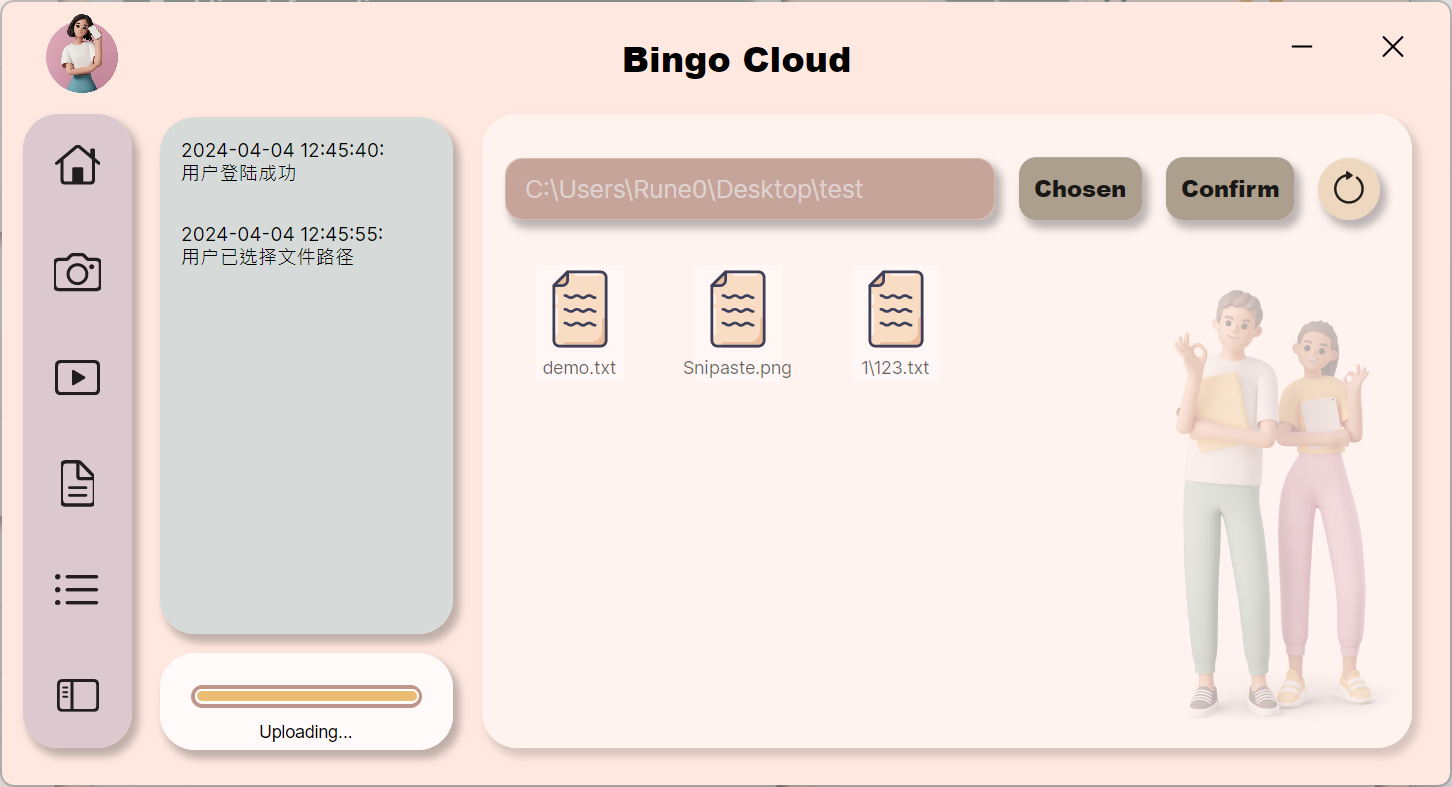 Bingo Cloud
2024-04-04 12:45:40:
用户登陆成功
2024-04-04 12:45:55:
用户已选择文件路径
Uploading...
C:\Users\Rune0\Desktop\test
Chosen
Confirm
demo.txt
Snipaste.png
1\123.txt